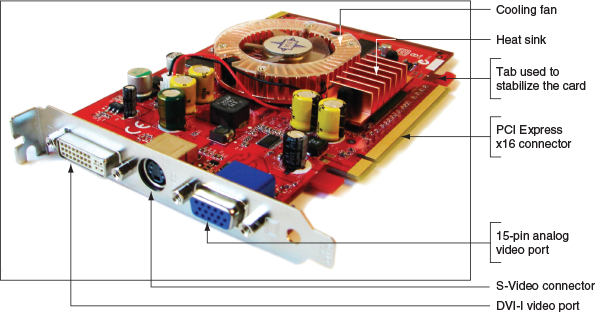 Cooling fan
Heat sink
Tab used to
stabilize the card
PCI Express
x16 connector
15-pin analog
video port
S-Video connector
DVI-I video port